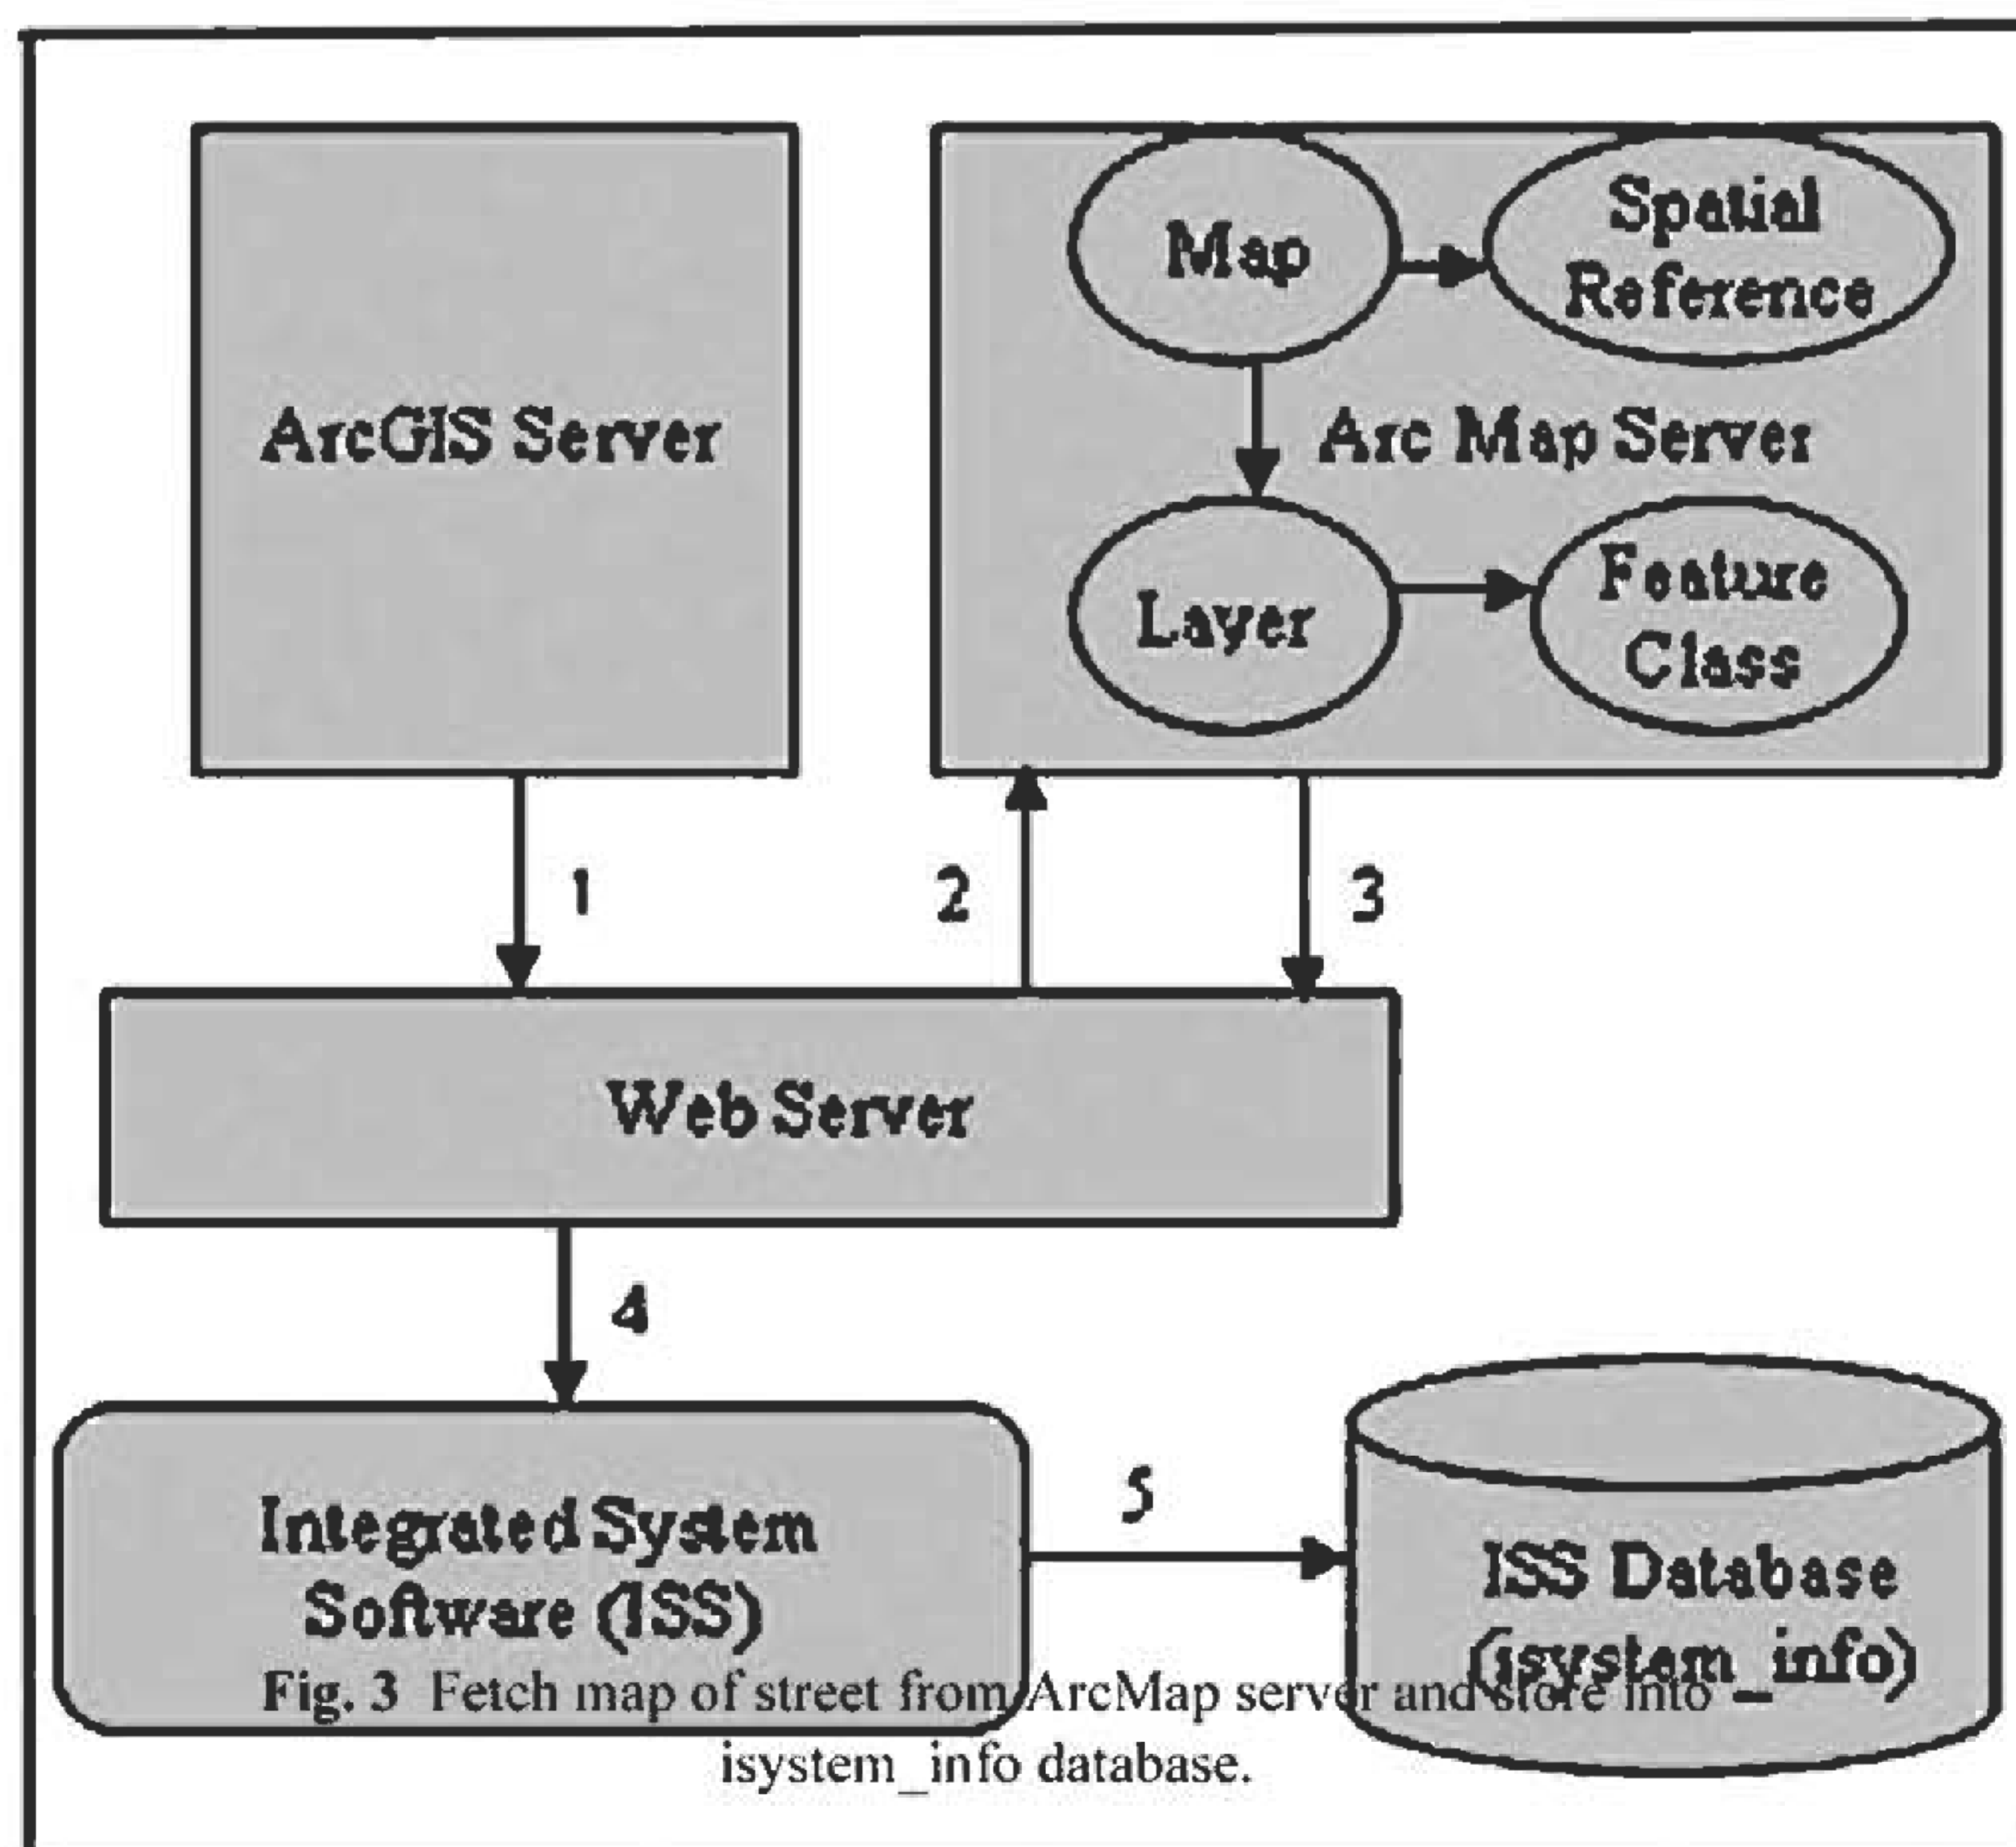 ArcGIS Server
Map
Spatial
Reference
Arc Map Server
Layer
Feature
Class
1
2
3
Web Server
4
Integrated System
Software (ISS)
5
ISS Database
(isystem_info)
Fig. 3 Fetch map of street from ArcMap server and store into
isystem_info database.